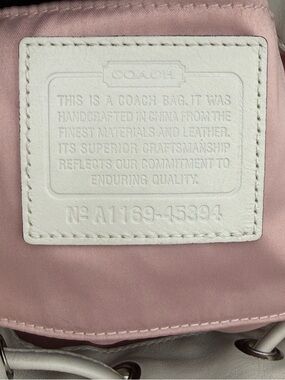 COACH
THIS IS A COACH BAG. IT WAS
HANDCRAFTED IN CHINA FROM THE
FINEST MATERIALS AND LEATHER.
ITS SUPERIOR CRAFTSMANSHIP
REFLECTS OUR COMMITMENT TO
ENDURING QUALITY.
Nº A1169-15394